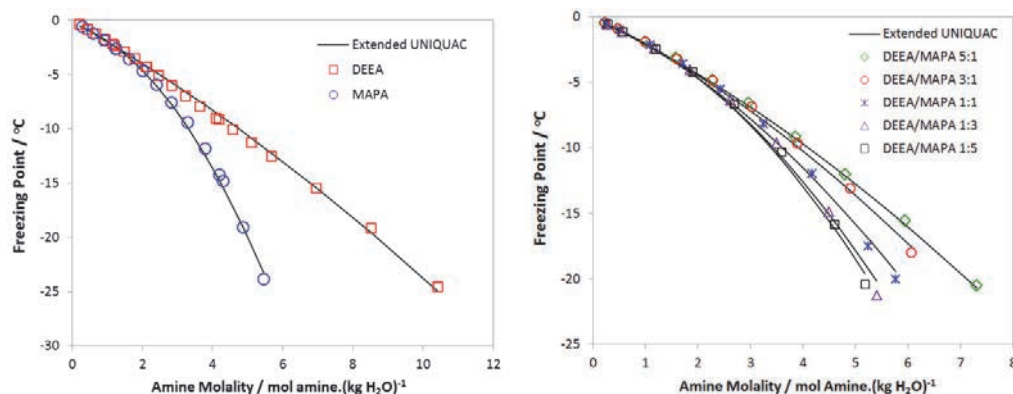 0
-5
-10
-15
-20
-25
-30
Freezing Point / °C
0 2 4 6 8 10 12
Amine Molality / mol amine.(kg H₂O)⁻¹
Extended UNIQUAC
DEEA
MAPA
0
-5
-10
-15
-20
-25
Freezing Point / °C
0 1 2 3 4 5 6 7 8
Amine Molality / mol Amine.(kg H₂O)⁻¹
Extended UNIQUAC
DEEA/MAPA 5:1
DEEA/MAPA 3:1
DEEA/MAPA 1:1
DEEA/MAPA 1:3
DEEA/MAPA 1:5